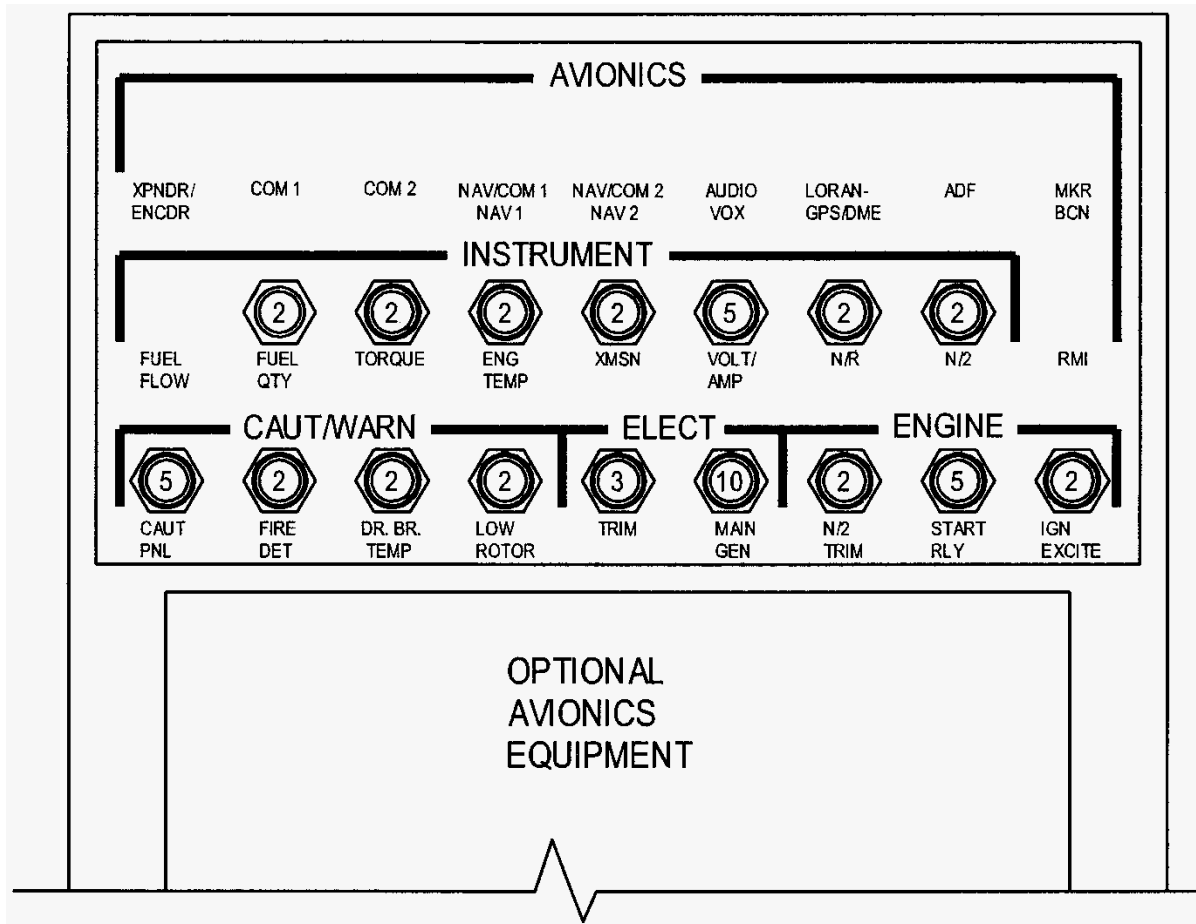 AVIONICS
XPNDR/ COM 1 COM 2 NAV/COM 1 NAV/COM 2 AUDIO LORAN- ADF MKR
ENCDR NAV 1 NAV 2 VOX GPS/DME BCN
INSTRUMENT
2 2 2 2 5 2 2
FUEL FUEL TORQUE ENG XMSN VOLT/ N/R N/2 RMI
FLOW QTY TEMP AMP
CAUT/WARN ELECT ENGINE
5 2 2 2 3 10 2 5 2
CAUT FIRE DR. BR. LOW TRIM MAIN N/2 START IGN
PNL DET TEMP ROTOR GEN TRIM RLY EXCITE
OPTIONAL
AVIONICS
EQUIPMENT